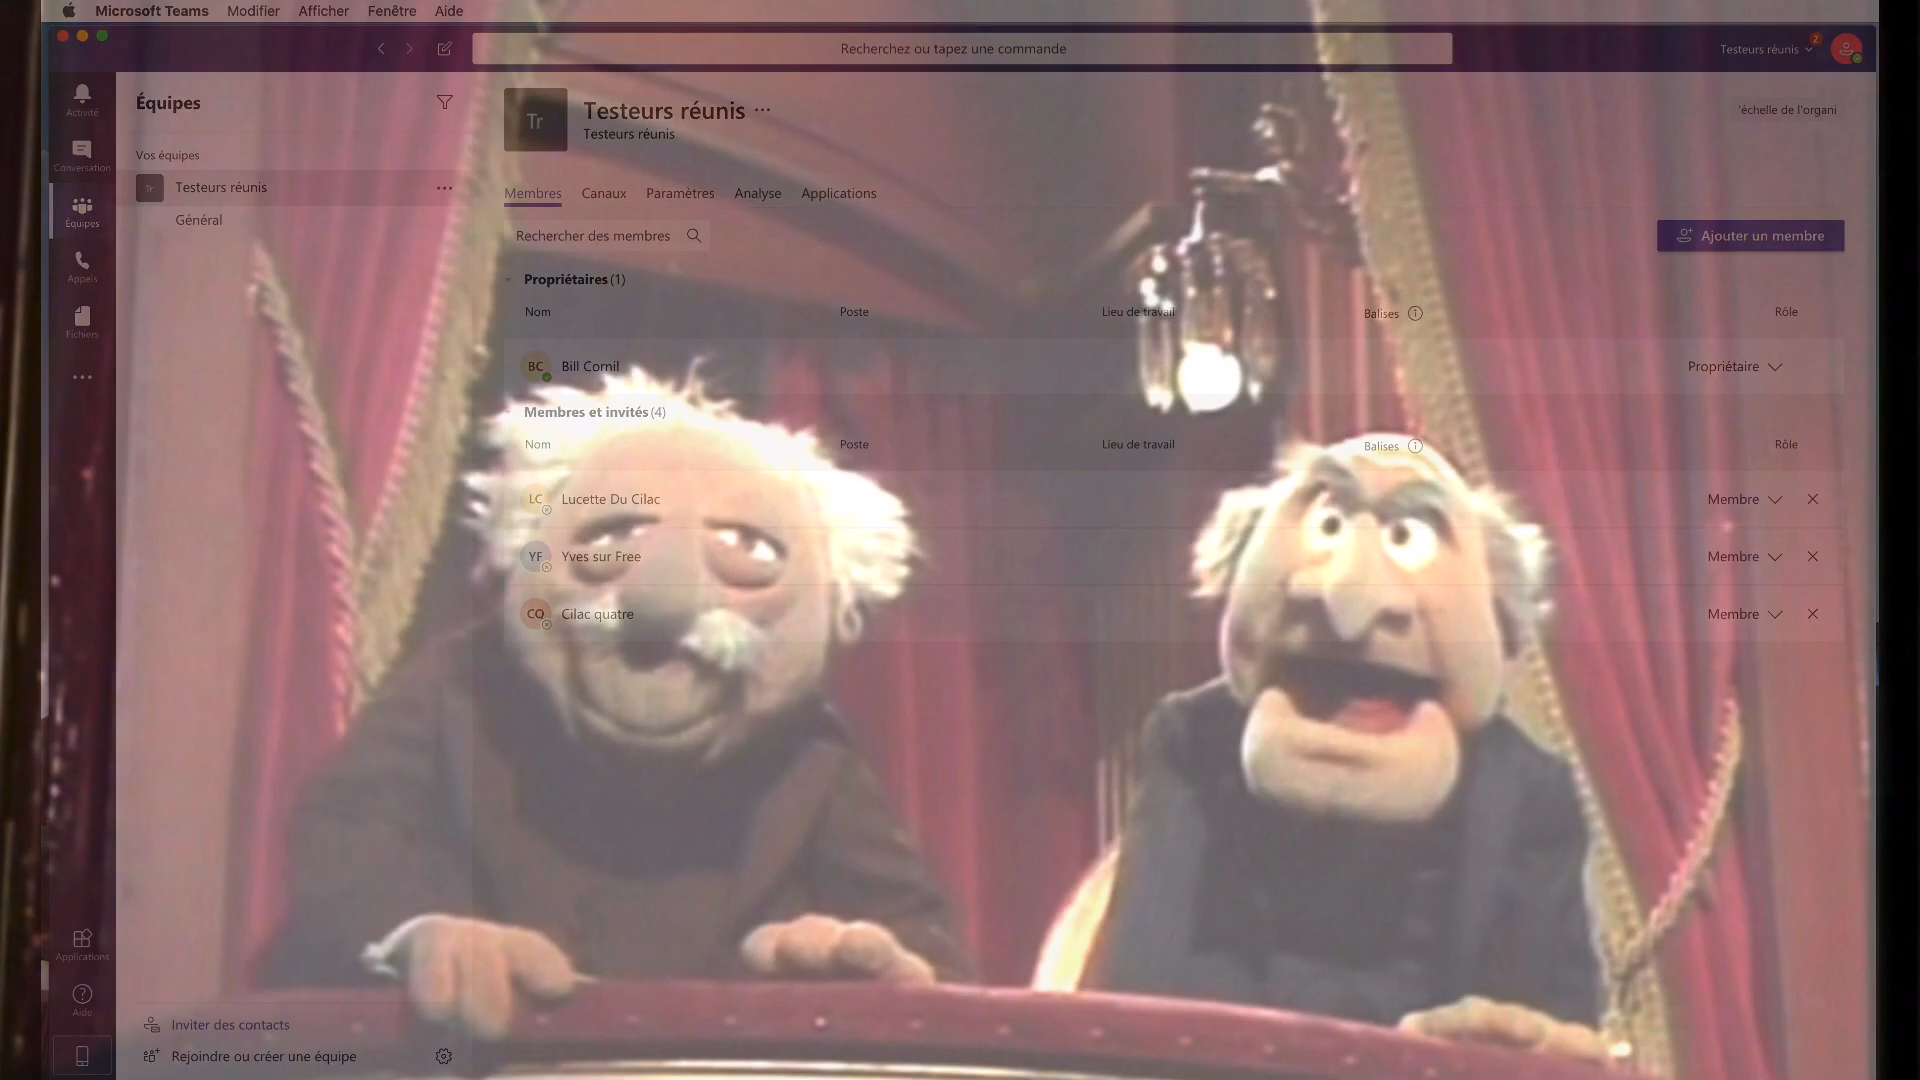 Microsoft Teams Modifier Afficher Fenêtre Aide
Recherchez ou tapez une commande
Testeurs réunis
2
Activité
Conversation
Équipes
Appels
Fichiers
Applications
Aide
Équipes
Vos équipes
Tr Testeurs réunis
Général
Inviter des contacts
Rejoindre ou créer une équipe
Tr
Testeurs réunis
Testeurs réunis
'échelle de l'organi
Membres Canaux Paramètres Analyse Applications
Rechercher des membres
Ajouter un membre
Propriétaires (1)
Nom Poste Lieu de travail Balises Rôle
BC Bill Cornil Propriétaire
Membres et invités (4)
Nom Poste Lieu de travail Balises Rôle
LC Lucette Du Cilac Membre
YF Yves sur Free Membre
CQ Cilac quatre Membre